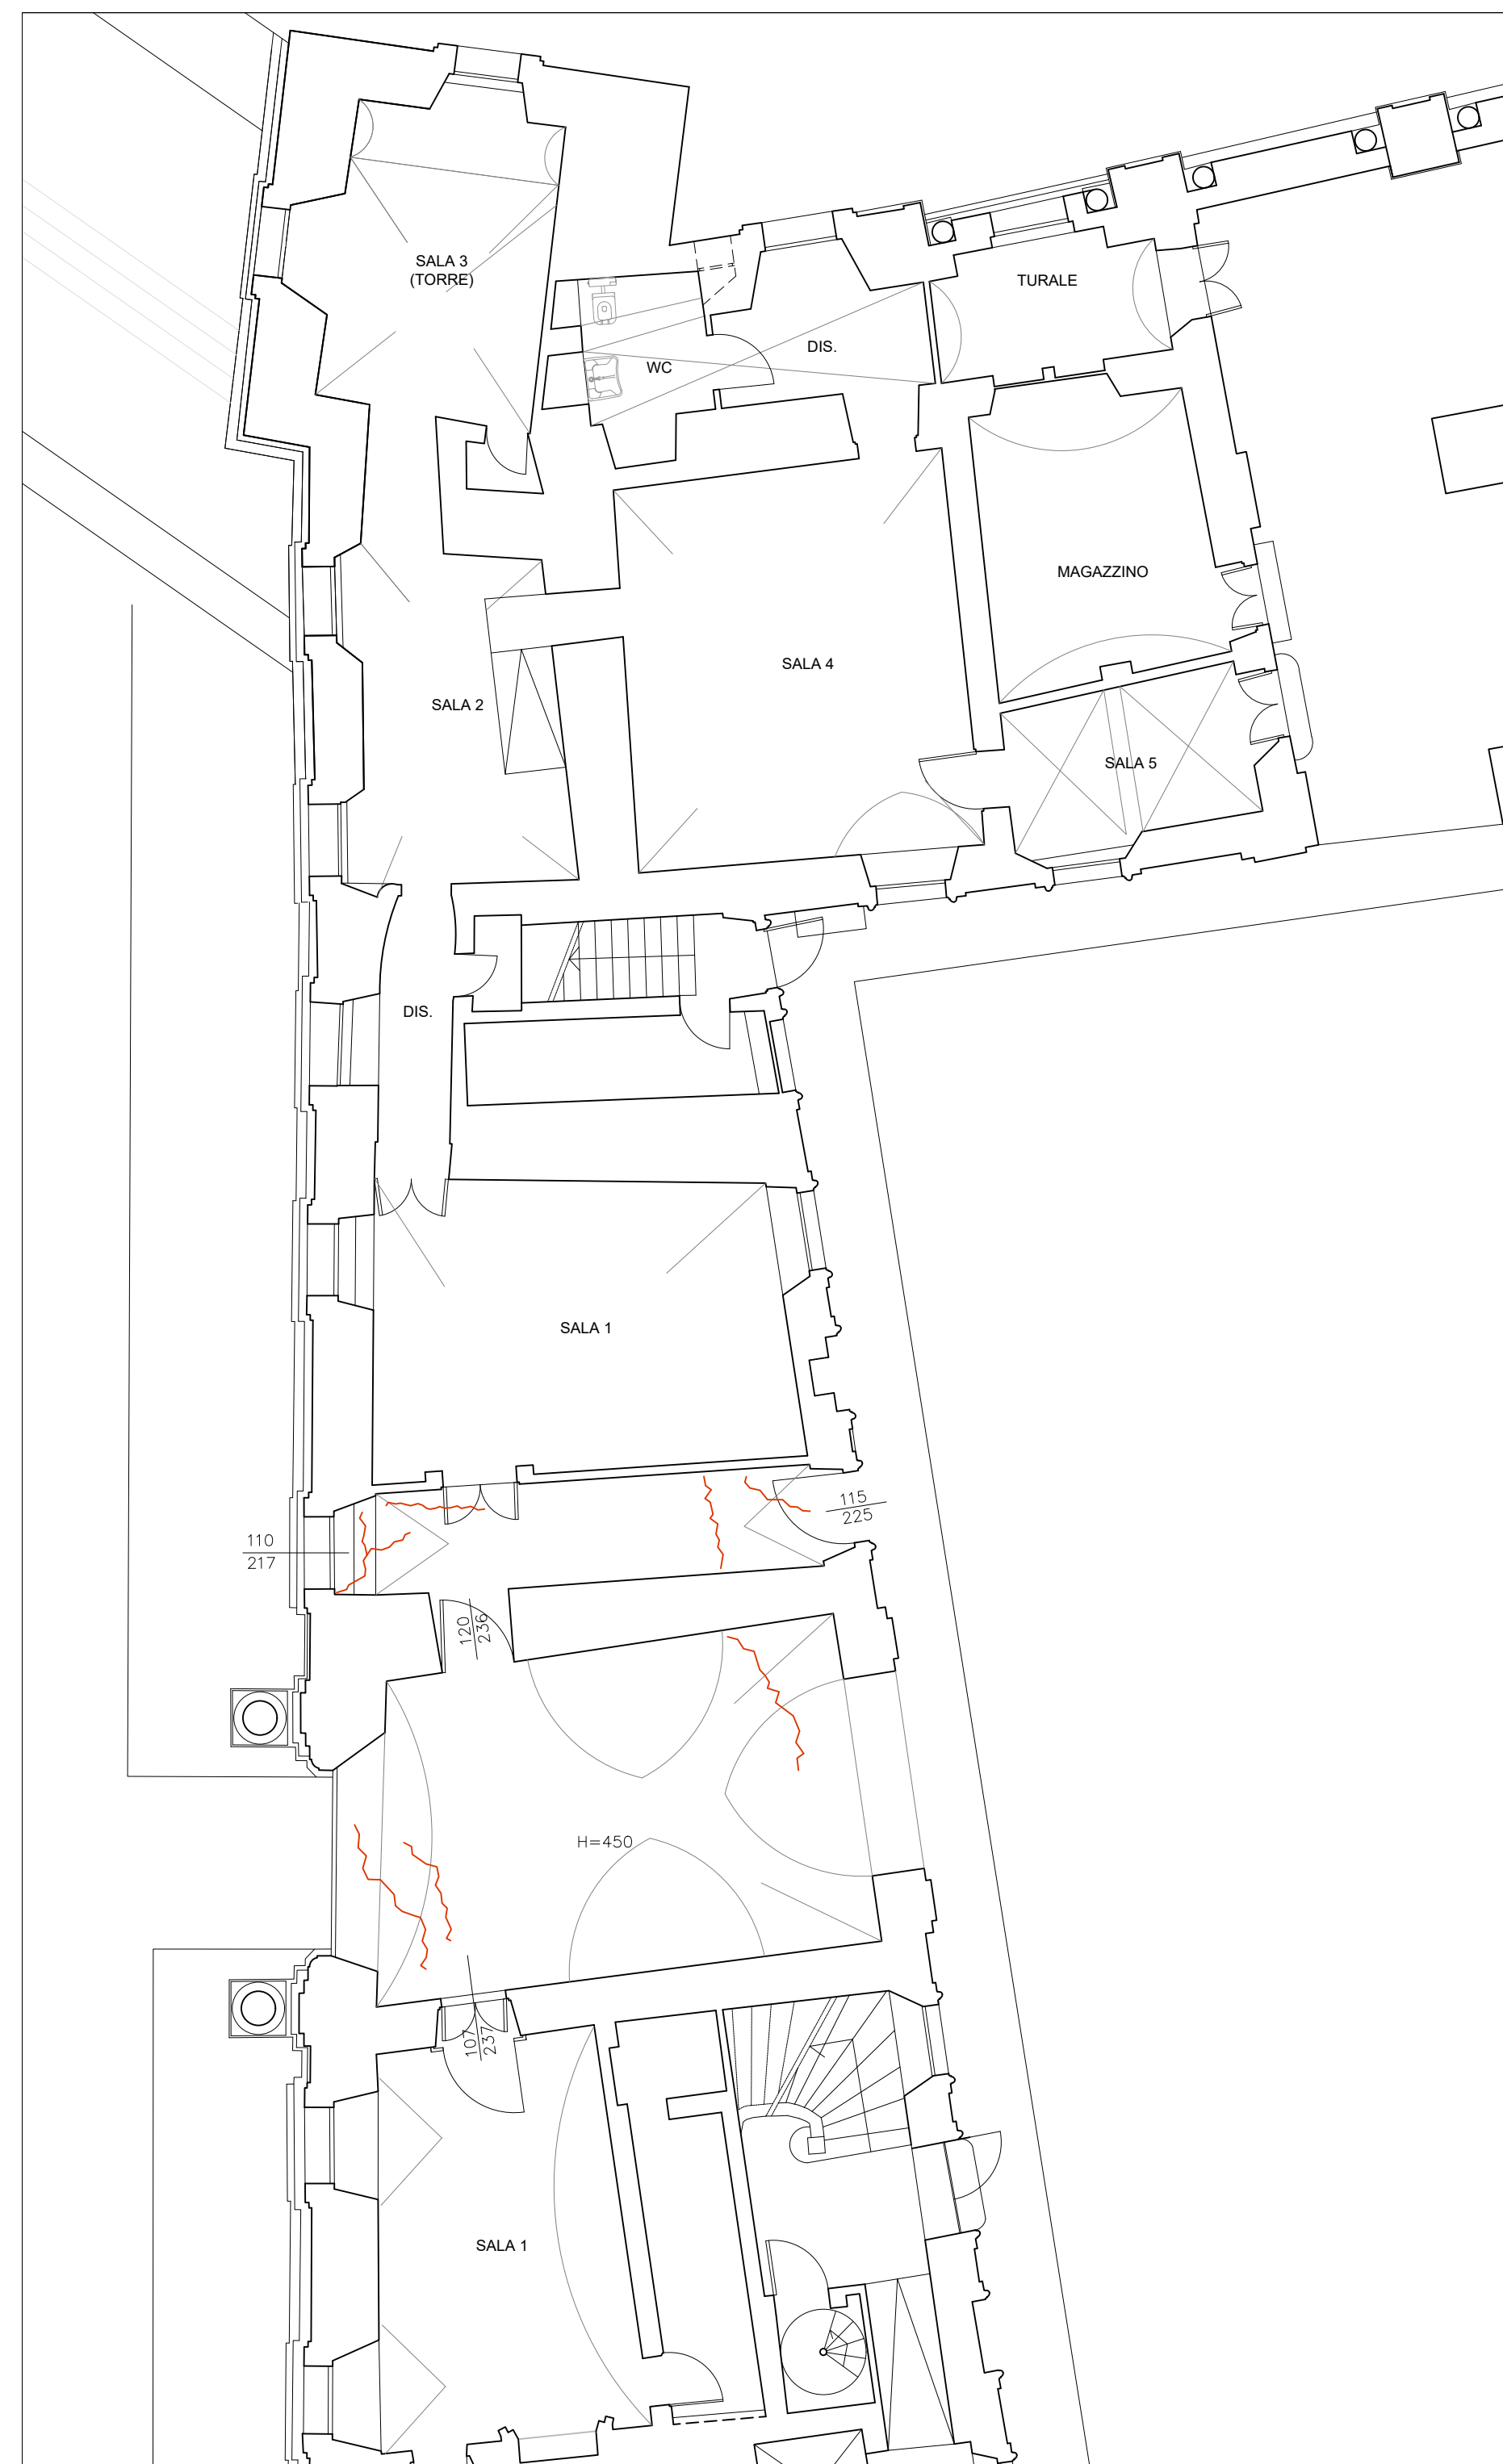 SALA 3
(TORRE)
TURALE
DIS.
WC
MAGAZZINO
SALA 4
SALA 2
SALA 5
DIS.
SALA 1
115
225
110
217
120
236
H=450
107
237
SALA 1